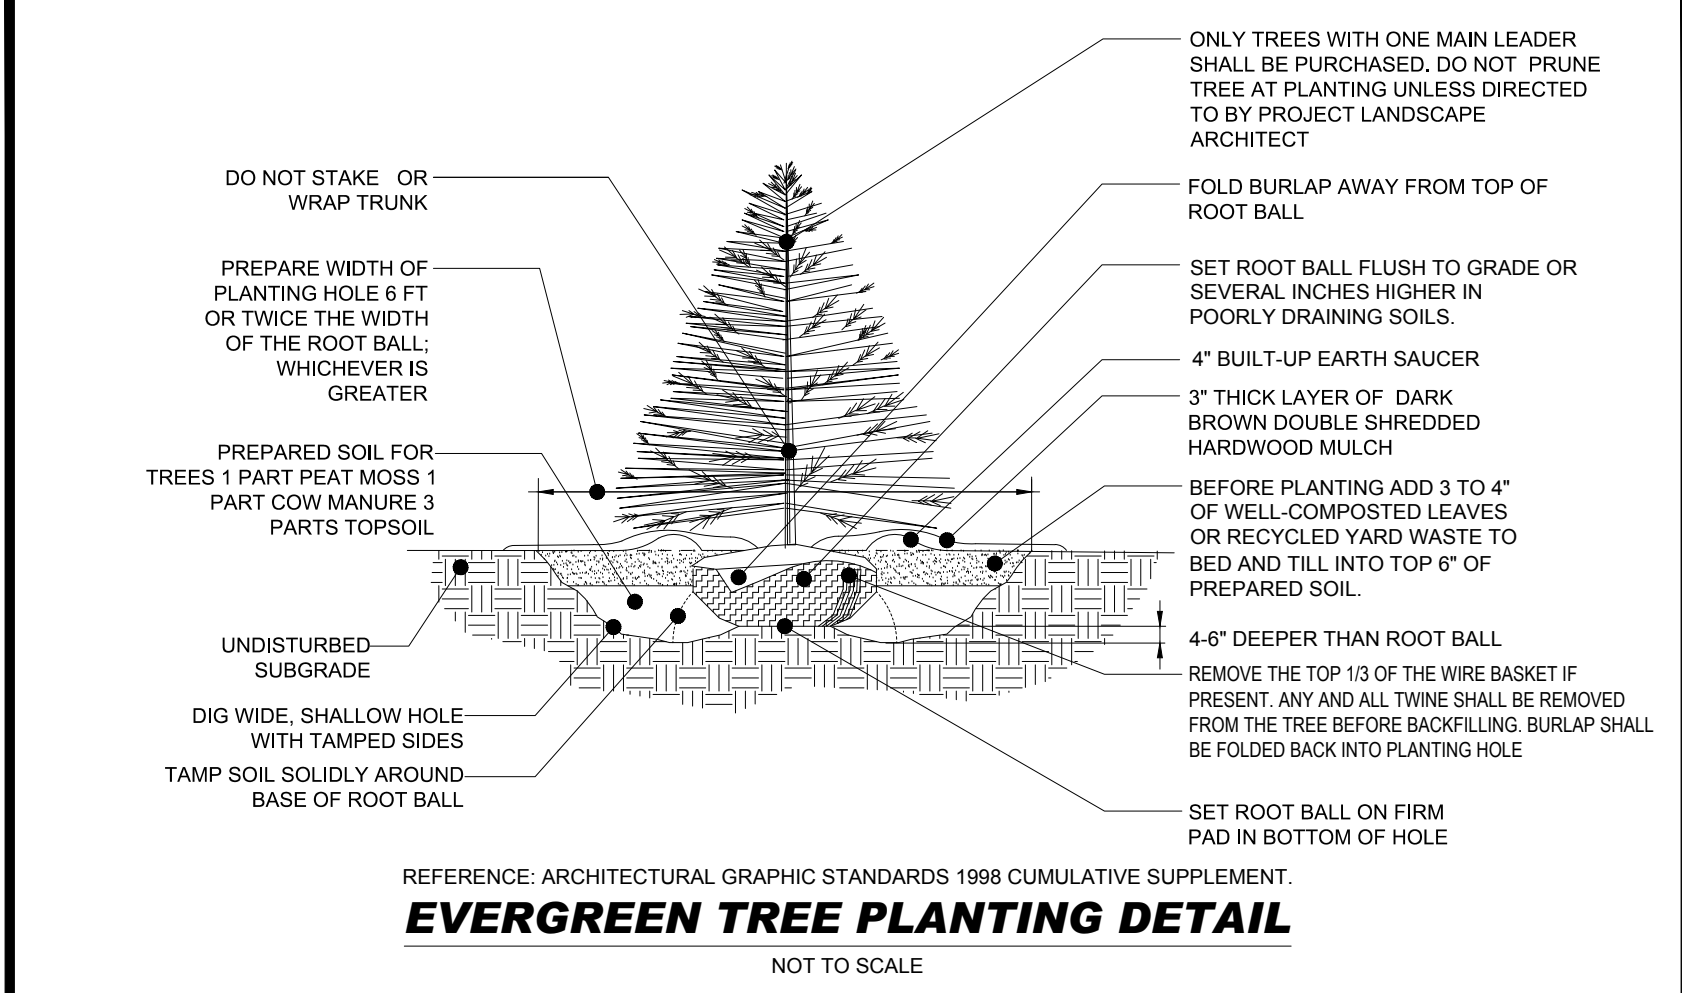 ONLY TREES WITH ONE MAIN LEADER
SHALL BE PURCHASED. DO NOT PRUNE
TREE AT PLANTING UNLESS DIRECTED
TO BY PROJECT LANDSCAPE
ARCHITECT
DO NOT STAKE OR
WRAP TRUNK
FOLD BURLAP AWAY FROM TOP OF
ROOT BALL
PREPARE WIDTH OF
PLANTING HOLE 6 FT
OR TWICE THE WIDTH
OF THE ROOT BALL;
WHICHEVER IS
GREATER
SET ROOT BALL FLUSH TO GRADE OR
SEVERAL INCHES HIGHER IN
POORLY DRAINING SOILS.
4" BUILT-UP EARTH SAUCER
3" THICK LAYER OF DARK
BROWN DOUBLE SHREDDED
HARDWOOD MULCH
PREPARED SOIL FOR
TREES 1 PART PEAT MOSS 1
PART COW MANURE 3
PARTS TOPSOIL
BEFORE PLANTING ADD 3 TO 4"
OF WELL-COMPOSTED LEAVES
OR RECYCLED YARD WASTE TO
BED AND TILL INTO TOP 6" OF
PREPARED SOIL.
UNDISTURBED
SUBGRADE
4-6" DEEPER THAN ROOT BALL
REMOVE THE TOP 1/3 OF THE WIRE BASKET IF
PRESENT. ANY AND ALL TWINE SHALL BE REMOVED
FROM THE TREE BEFORE BACKFILLING. BURLAP SHALL
BE FOLDED BACK INTO PLANTING HOLE
DIG WIDE, SHALLOW HOLE
WITH TAMPED SIDES
TAMP SOIL SOLIDLY AROUND
BASE OF ROOT BALL
SET ROOT BALL ON FIRM
PAD IN BOTTOM OF HOLE
REFERENCE: ARCHITECTURAL GRAPHIC STANDARDS 1998 CUMULATIVE SUPPLEMENT.
EVERGREEN TREE PLANTING DETAIL
NOT TO SCALE